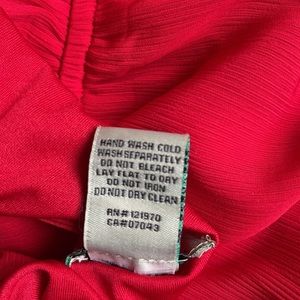 HAND WASH COLD
WASH SEPARATELY
DO NOT BLEACH
LAY FLAT TO DRY
DO NOT IRON
DO NOT DRY CLEAN
RN# 121970
CA# 07043